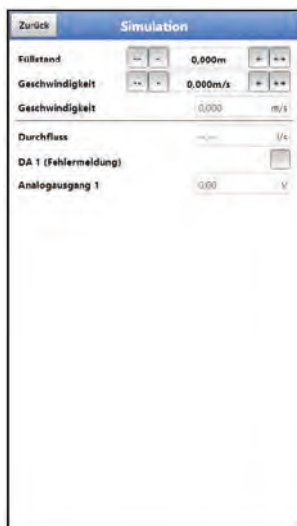 Zurück Simulation
Füllstand -- - 0,000m + ++
Geschwindigkeit -- - 0,000m/s + ++
Geschwindigkeit 0,000 m/s
Durchfluss --,-- l/s
DA 1 (Fehlermeldung)
Analogausgang 1 0,00 V